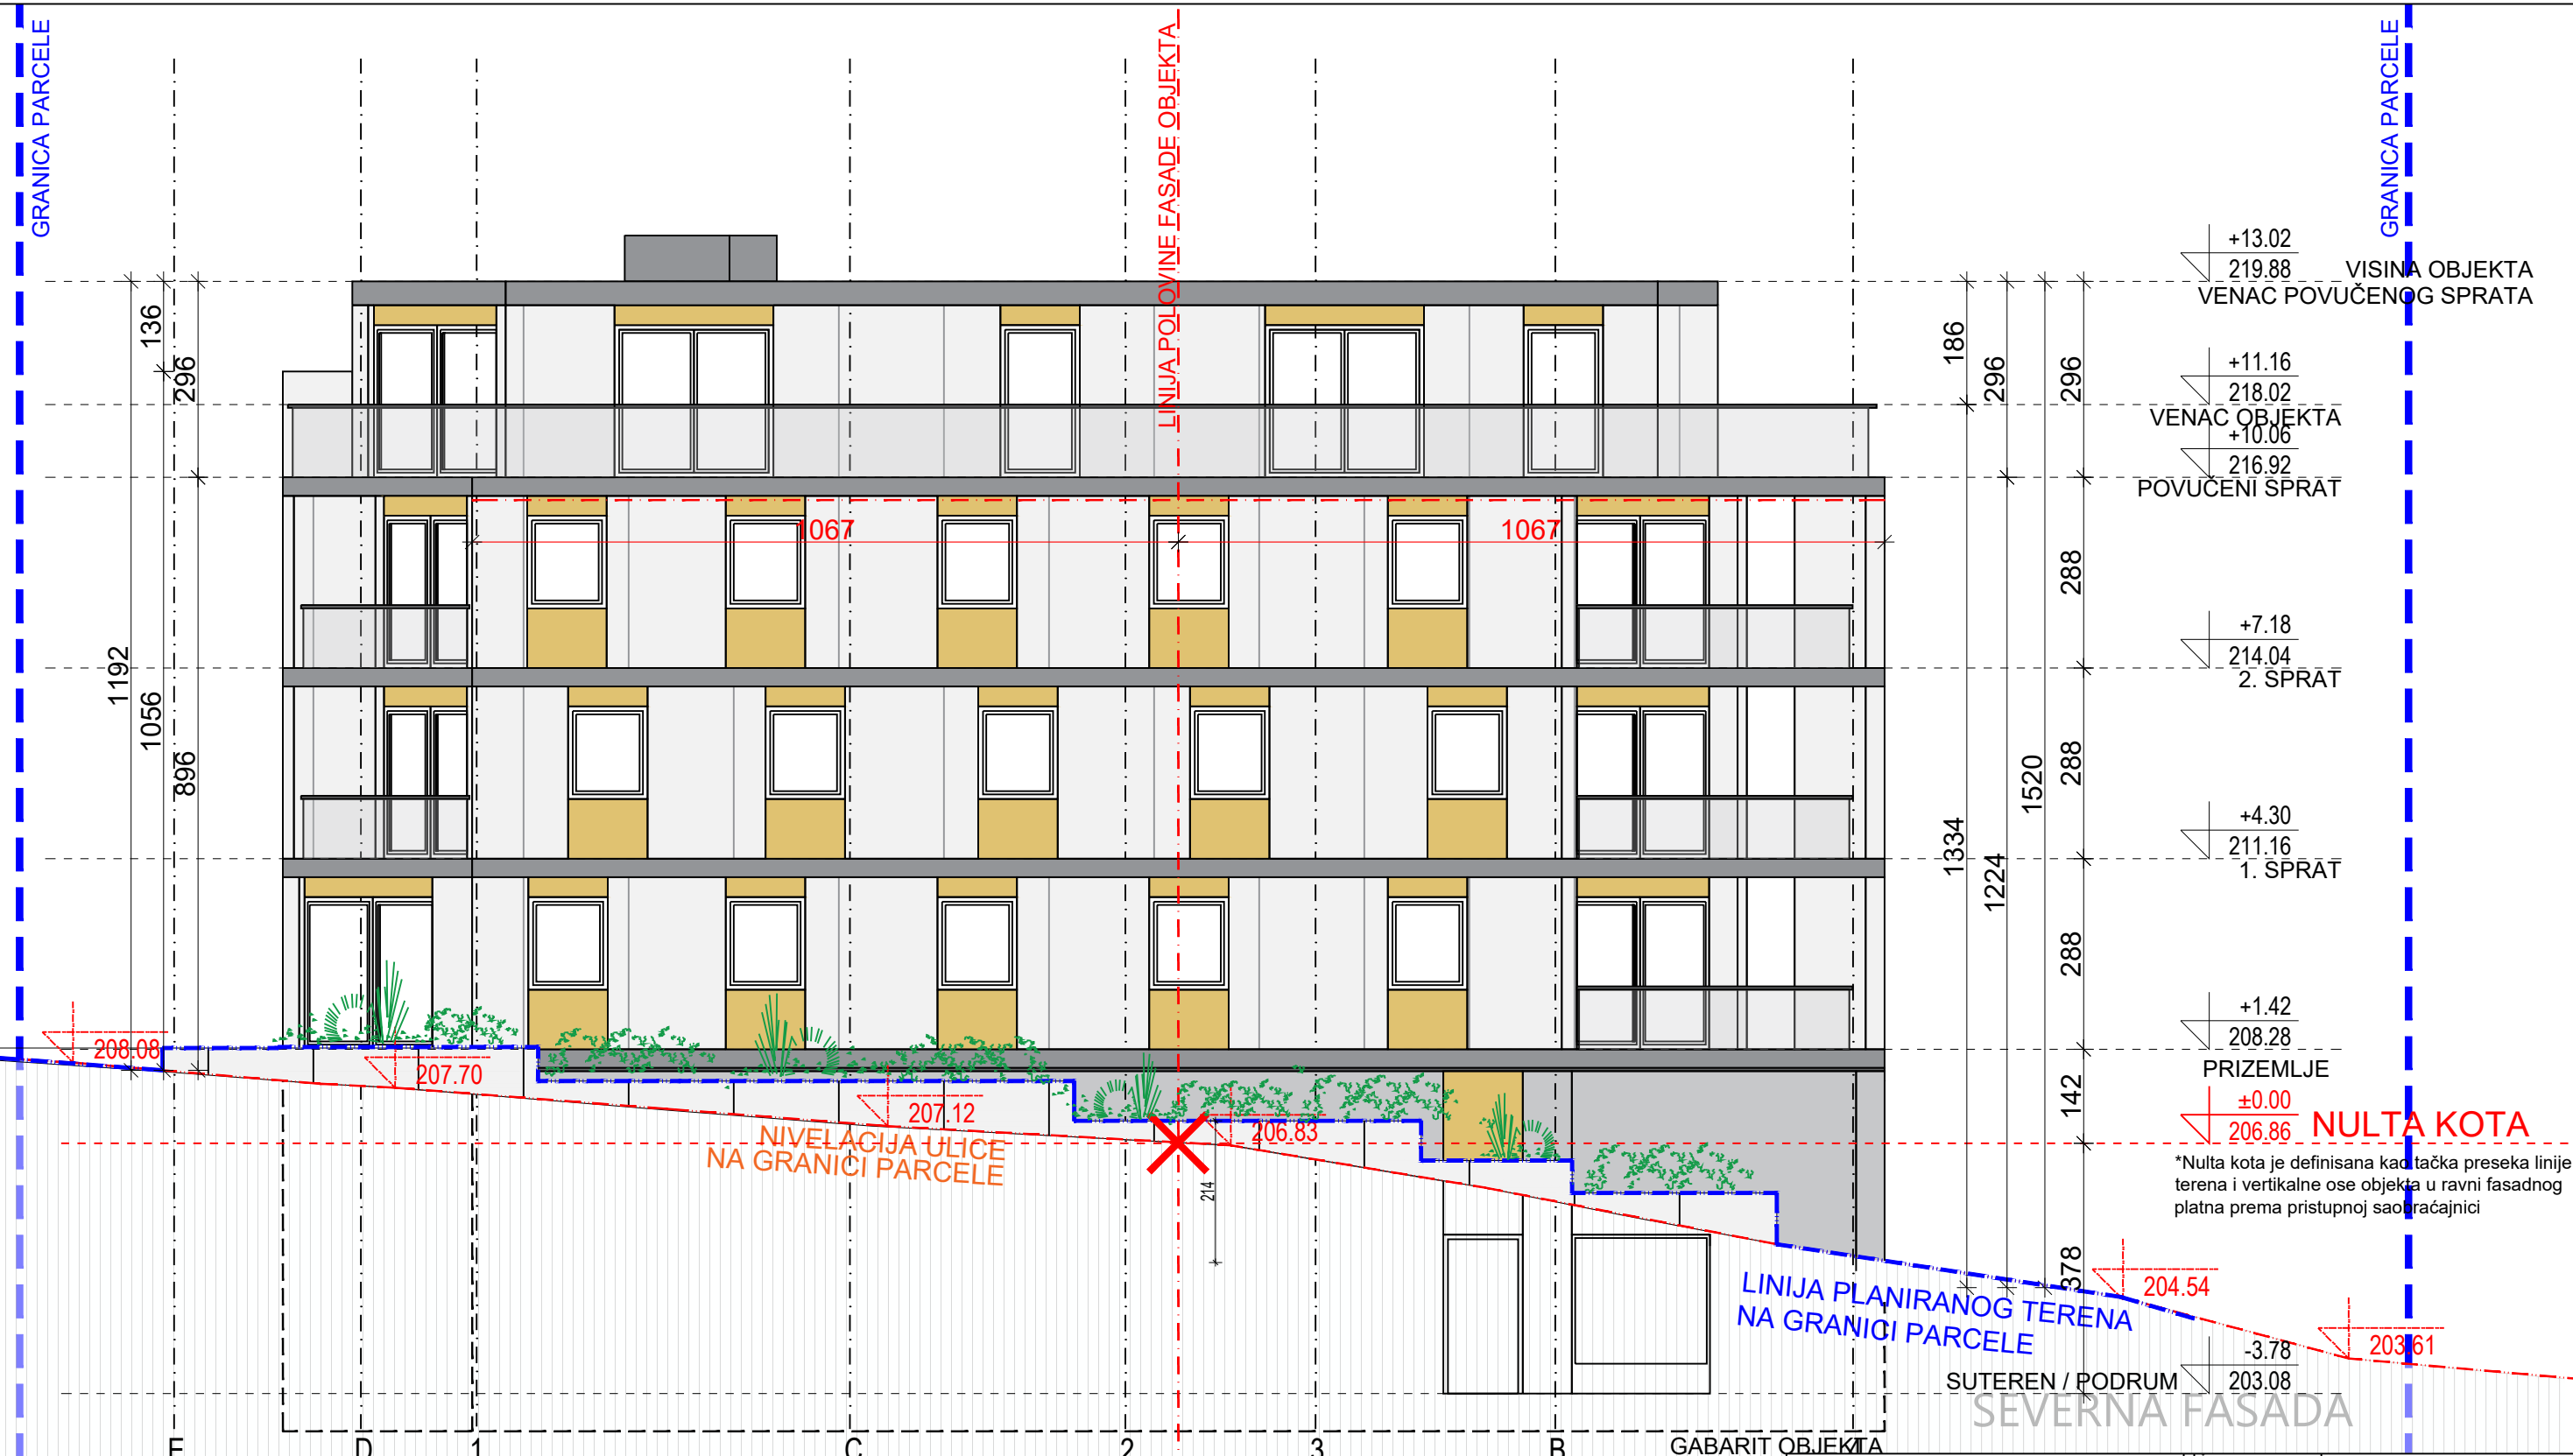 GRANICA PARCELE
LINIJA POLOVINE FASADE OBJEKTA
GRANICA PARCELE
+13.02
219.88
VISINA OBJEKTA
VENAC POVUČENOG SPRATA
+11.16
218.02
VENAC OBJEKTA
+10.06
216.92
POVUČENI SPRAT
+7.18
214.04
2. SPRAT
+4.30
211.16
1. SPRAT
+1.42
208.28
PRIZEMLJE
±0.00
206.86
NULTA KOTA
*Nulta kota je definisana kao tačka preseka linije
terena i vertikalne ose objekta u ravni fasadnog
platna prema pristupnoj saobraćajnici
136
296
1192
1056
896
1067
1067
186
296
296
288
288
288
1520
1334
1224
142
378
208.08
207.70
207.12
206.83
214
NIVELACIJA ULICE
NA GRANICI PARCELE
LINIJA PLANIRANOG TERENA
NA GRANICI PARCELE
204.54
203.61
-3.78
203.08
SUTEREN / PODRUM
SEVERNA FASADA
GABARIT OBJEKTA
D
1
C
2
3
B